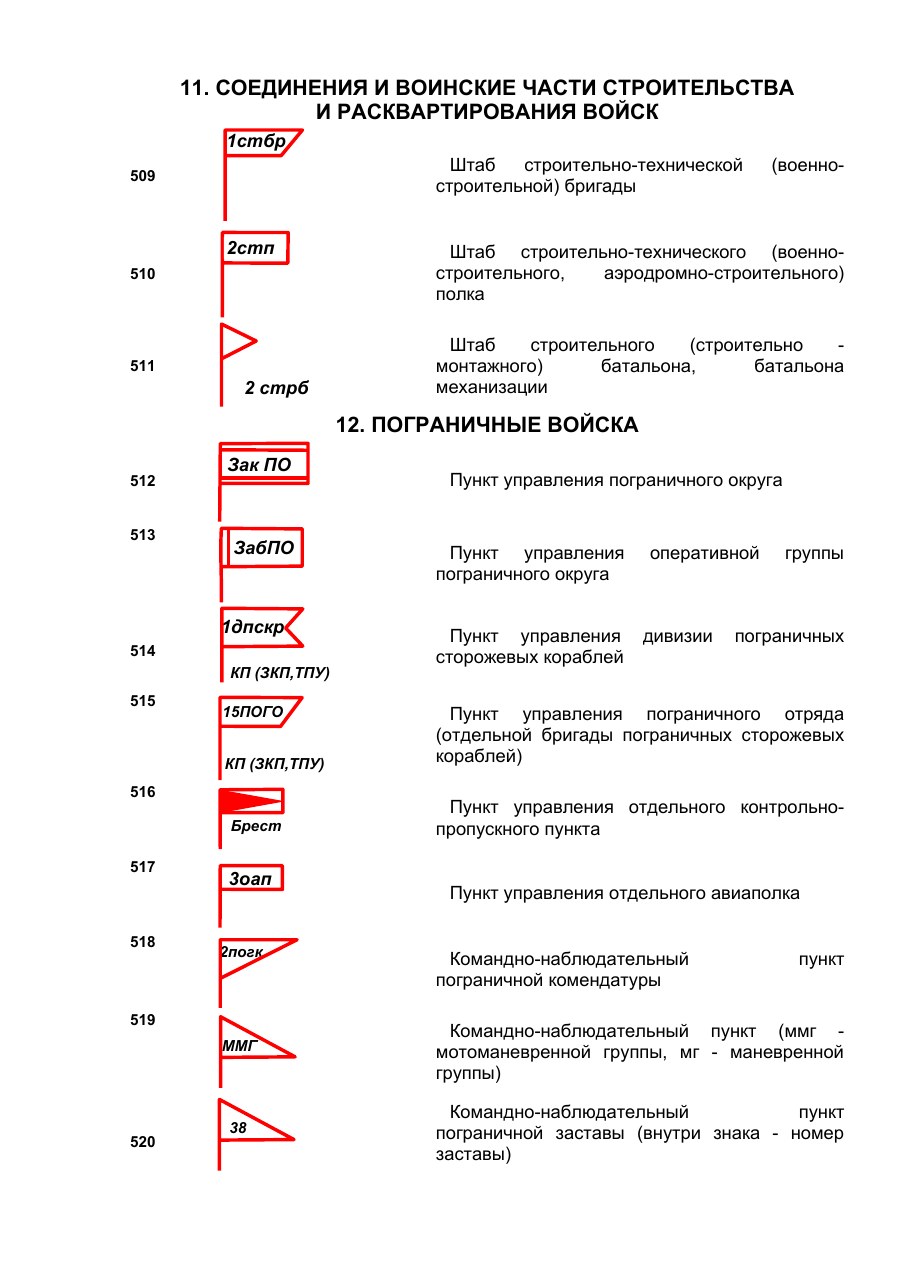 11. СОЕДИНЕНИЯ И ВОИНСКИЕ ЧАСТИ СТРОИТЕЛЬСТВА
И РАСКВАРТИРОВАНИЯ ВОЙСК
509
1стбр
Штаб строительно-технической (военно-
строительной) бригады
510
2стп
Штаб строительно-технического (военно-
строительного, аэродромно-строительного)
полка
511
2 стрб
Штаб строительного (строительно -
монтажного) батальона, батальона
механизации
12. ПОГРАНИЧНЫЕ ВОЙСКА
512
Зак ПО
Пункт управления пограничного округа
513
ЗабПО
Пункт управления оперативной группы
пограничного округа
514
1дпскр
КП (ЗКП,ТПУ)
Пункт управления дивизии пограничных
сторожевых кораблей
515
15ПОГО
КП (ЗКП,ТПУ)
Пункт управления пограничного отряда
(отдельной бригады пограничных сторожевых
кораблей)
516
Брест
Пункт управления отдельного контрольно-
пропускного пункта
517
3оап
Пункт управления отдельного авиаполка
518
2погк
Командно-наблюдательный пункт
пограничной комендатуры
519
ММГ
Командно-наблюдательный пункт (ммг -
мотоманевренной группы, мг - маневренной
группы)
520
38
Командно-наблюдательный пункт
пограничной заставы (внутри знака - номер
заставы)